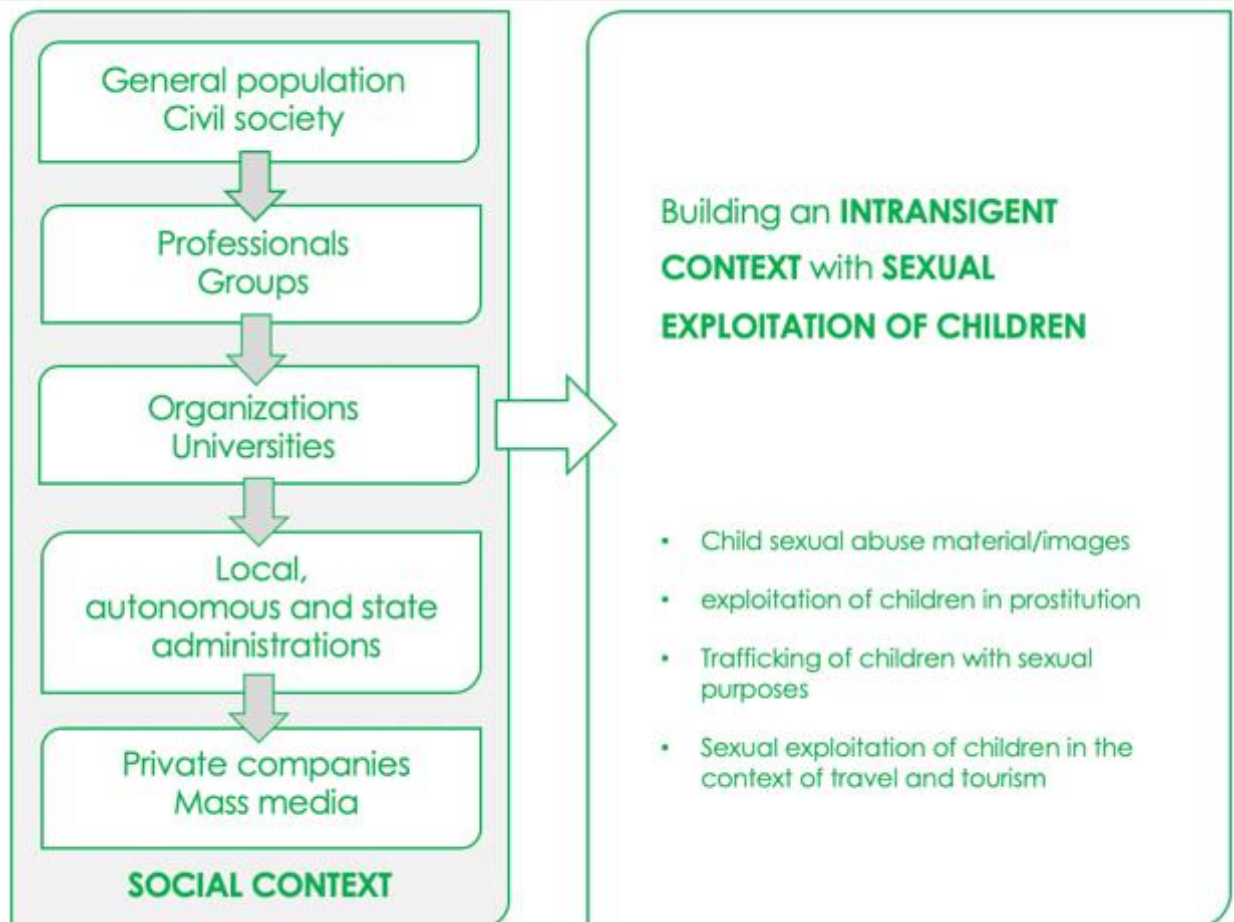 General population
Civil society
Professionals
Groups
Organizations
Universities
Local,
autonomous and state
administrations
Private companies
Mass media
SOCIAL CONTEXT
Building an INTRANSIGENT
CONTEXT with SEXUAL
EXPLOITATION OF CHILDREN
• Child sexual abuse material/images
• exploitation of children in prostitution
• Trafficking of children with sexual
purposes
• Sexual exploitation of children in the
context of travel and tourism